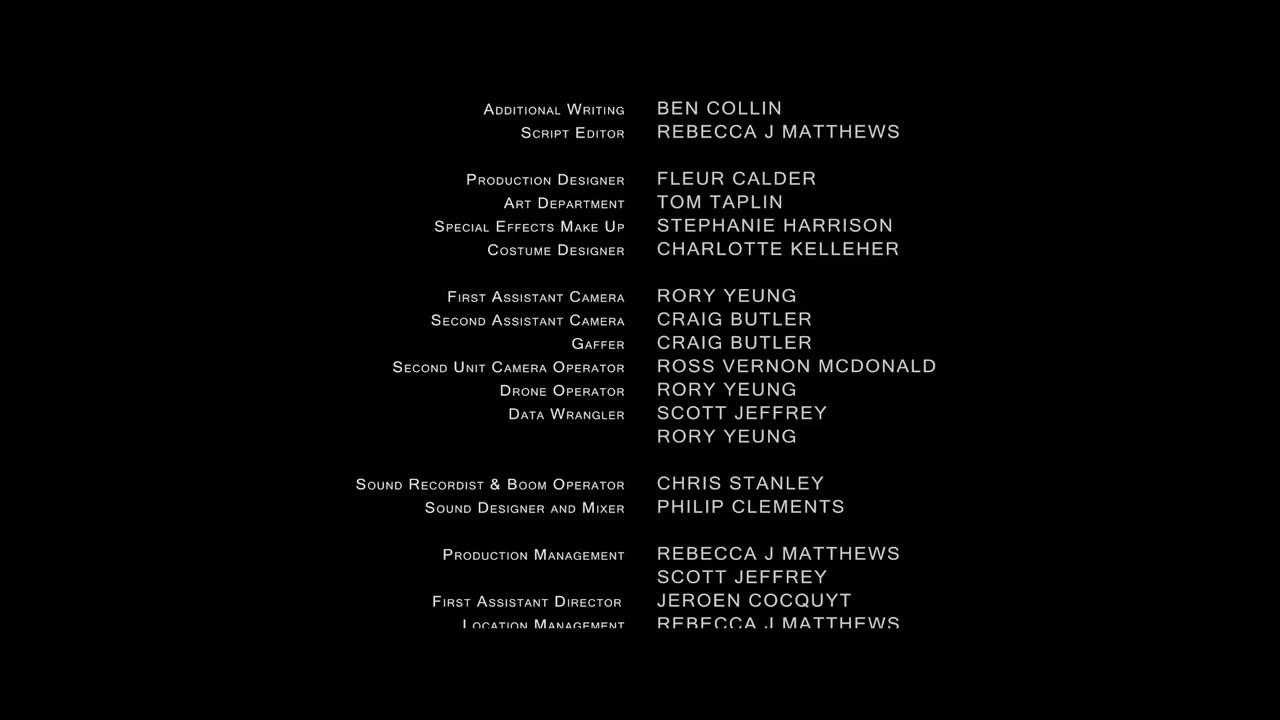 Additional Writing BEN COLLIN
Script Editor REBECCA J MATTHEWS
Production Designer FLEUR CALDER
Art Department TOM TAPLIN
Special Effects Make Up STEPHANIE HARRISON
Costume Designer CHARLOTTE KELLEHER
First Assistant Camera RORY YEUNG
Second Assistant Camera CRAIG BUTLER
Gaffer CRAIG BUTLER
Second Unit Camera Operator ROSS VERNON MCDONALD
Drone Operator RORY YEUNG
Data Wrangler SCOTT JEFFREY
RORY YEUNG
Sound Recordist & Boom Operator CHRIS STANLEY
Sound Designer and Mixer PHILIP CLEMENTS
Production Management REBECCA J MATTHEWS
SCOTT JEFFREY
First Assistant Director JEROEN COCQUYT
Location Management REBECCA J MATTHEWS